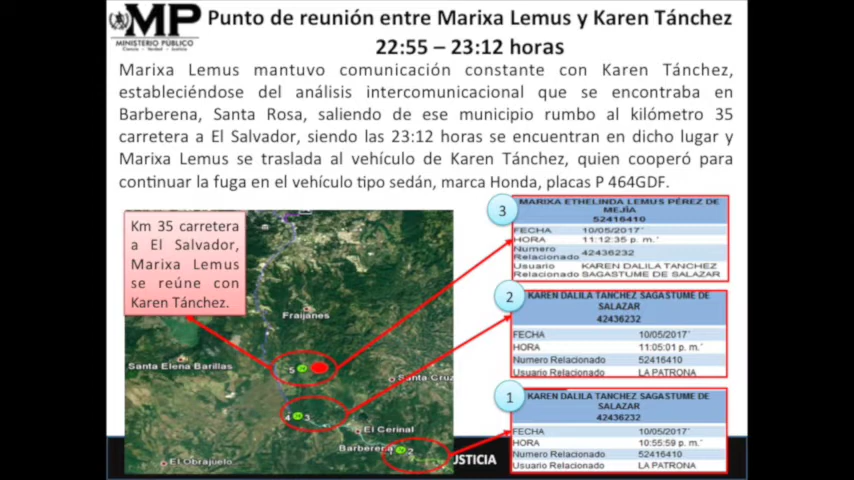 MP
MINISTERIO PÚBLICO
Ciencia - Verdad - Justicia
Punto de reunión entre Marixa Lemus y Karen Tánchez
22:55 – 23:12 horas
Marixa Lemus mantuvo comunicación constante con Karen Tánchez,
estableciéndose del análisis intercomunicacional que se encontraba en
Barberena, Santa Rosa, saliendo de ese municipio rumbo al kilómetro 35
carretera a El Salvador, siendo las 23:12 horas se encuentran en dicho lugar y
Marixa Lemus se traslada al vehículo de Karen Tánchez, quien cooperó para
continuar la fuga en el vehículo tipo sedán, marca Honda, placas P 464GDF.
Km 35 carretera
a El Salvador,
Marixa Lemus
se reúne con
Karen Tánchez.
Fraijanes
Santa Elena Barillas
5
Santa Cruz
4 3
El Cerinal
Barberena
2
El Obrajuelo
USTICIA
3
MARIXA ETHELINDA LEMUS PÉREZ DE
MEJÍA
52416410
FECHA 10/05/2017´
HORA 11:12:35 p. m.´
Numero
Relacionado 42436232
Usuario KAREN DALILA TANCHEZ
Relacionado SAGASTUME DE SALAZAR
2
KAREN DALILA TANCHEZ SAGASTUME DE
SALAZAR
42436232
FECHA 10/05/2017´
HORA 11:05:01 p. m.´
Numero Relacionado 52416410
Usuario Relacionado LA PATRONA
1
KAREN DALILA TANCHEZ SAGASTUME DE
SALAZAR
42436232
FECHA 10/05/2017´
HORA 10:55:59 p. m.´
Numero Relacionado 52416410
Usuario Relacionado LA PATRONA